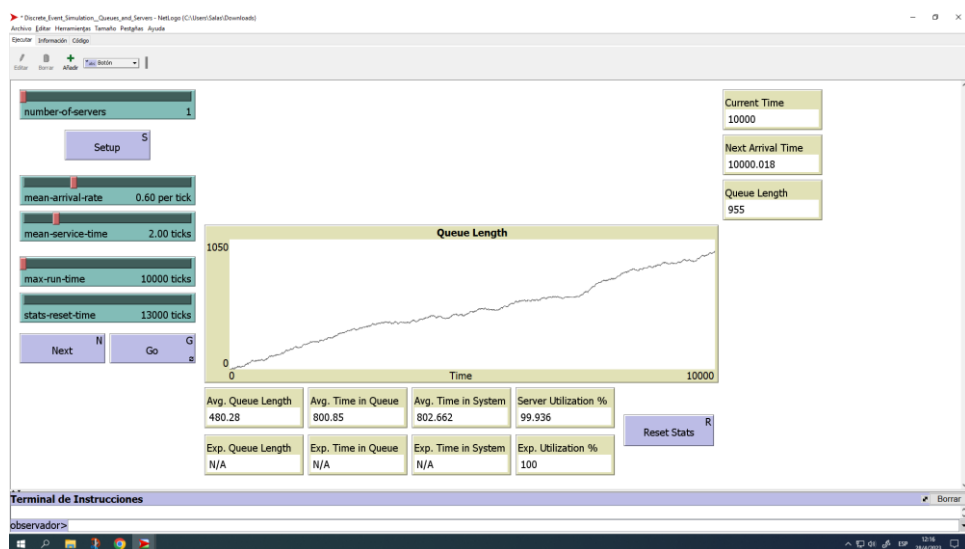 * Discrete_Event_Simulation__Queues_and_Servers - NetLogo {C:\Users\Salas\Downloads}
Archivo Editar Herramientas Tamaño Pestañas Ayuda
Ejecutar Información Código
Editar Borrar Añadir Botón
number-of-servers 1
Setup S
mean-arrival-rate 0.60 per tick
mean-service-time 2.00 ticks
max-run-time 10000 ticks
stats-reset-time 13000 ticks
Next N
Go G
Current Time
10000
Next Arrival Time
10000.018
Queue Length
955
Queue Length
1050
0
0 Time 10000
Avg. Queue Length Avg. Time in Queue Avg. Time in System Server Utilization %
480.28 800.85 802.662 99.936
Reset Stats R
Exp. Queue Length Exp. Time in Queue Exp. Time in System Exp. Utilization %
N/A N/A N/A 100
Terminal de Instrucciones Borrar
observador>
ESP 12:16